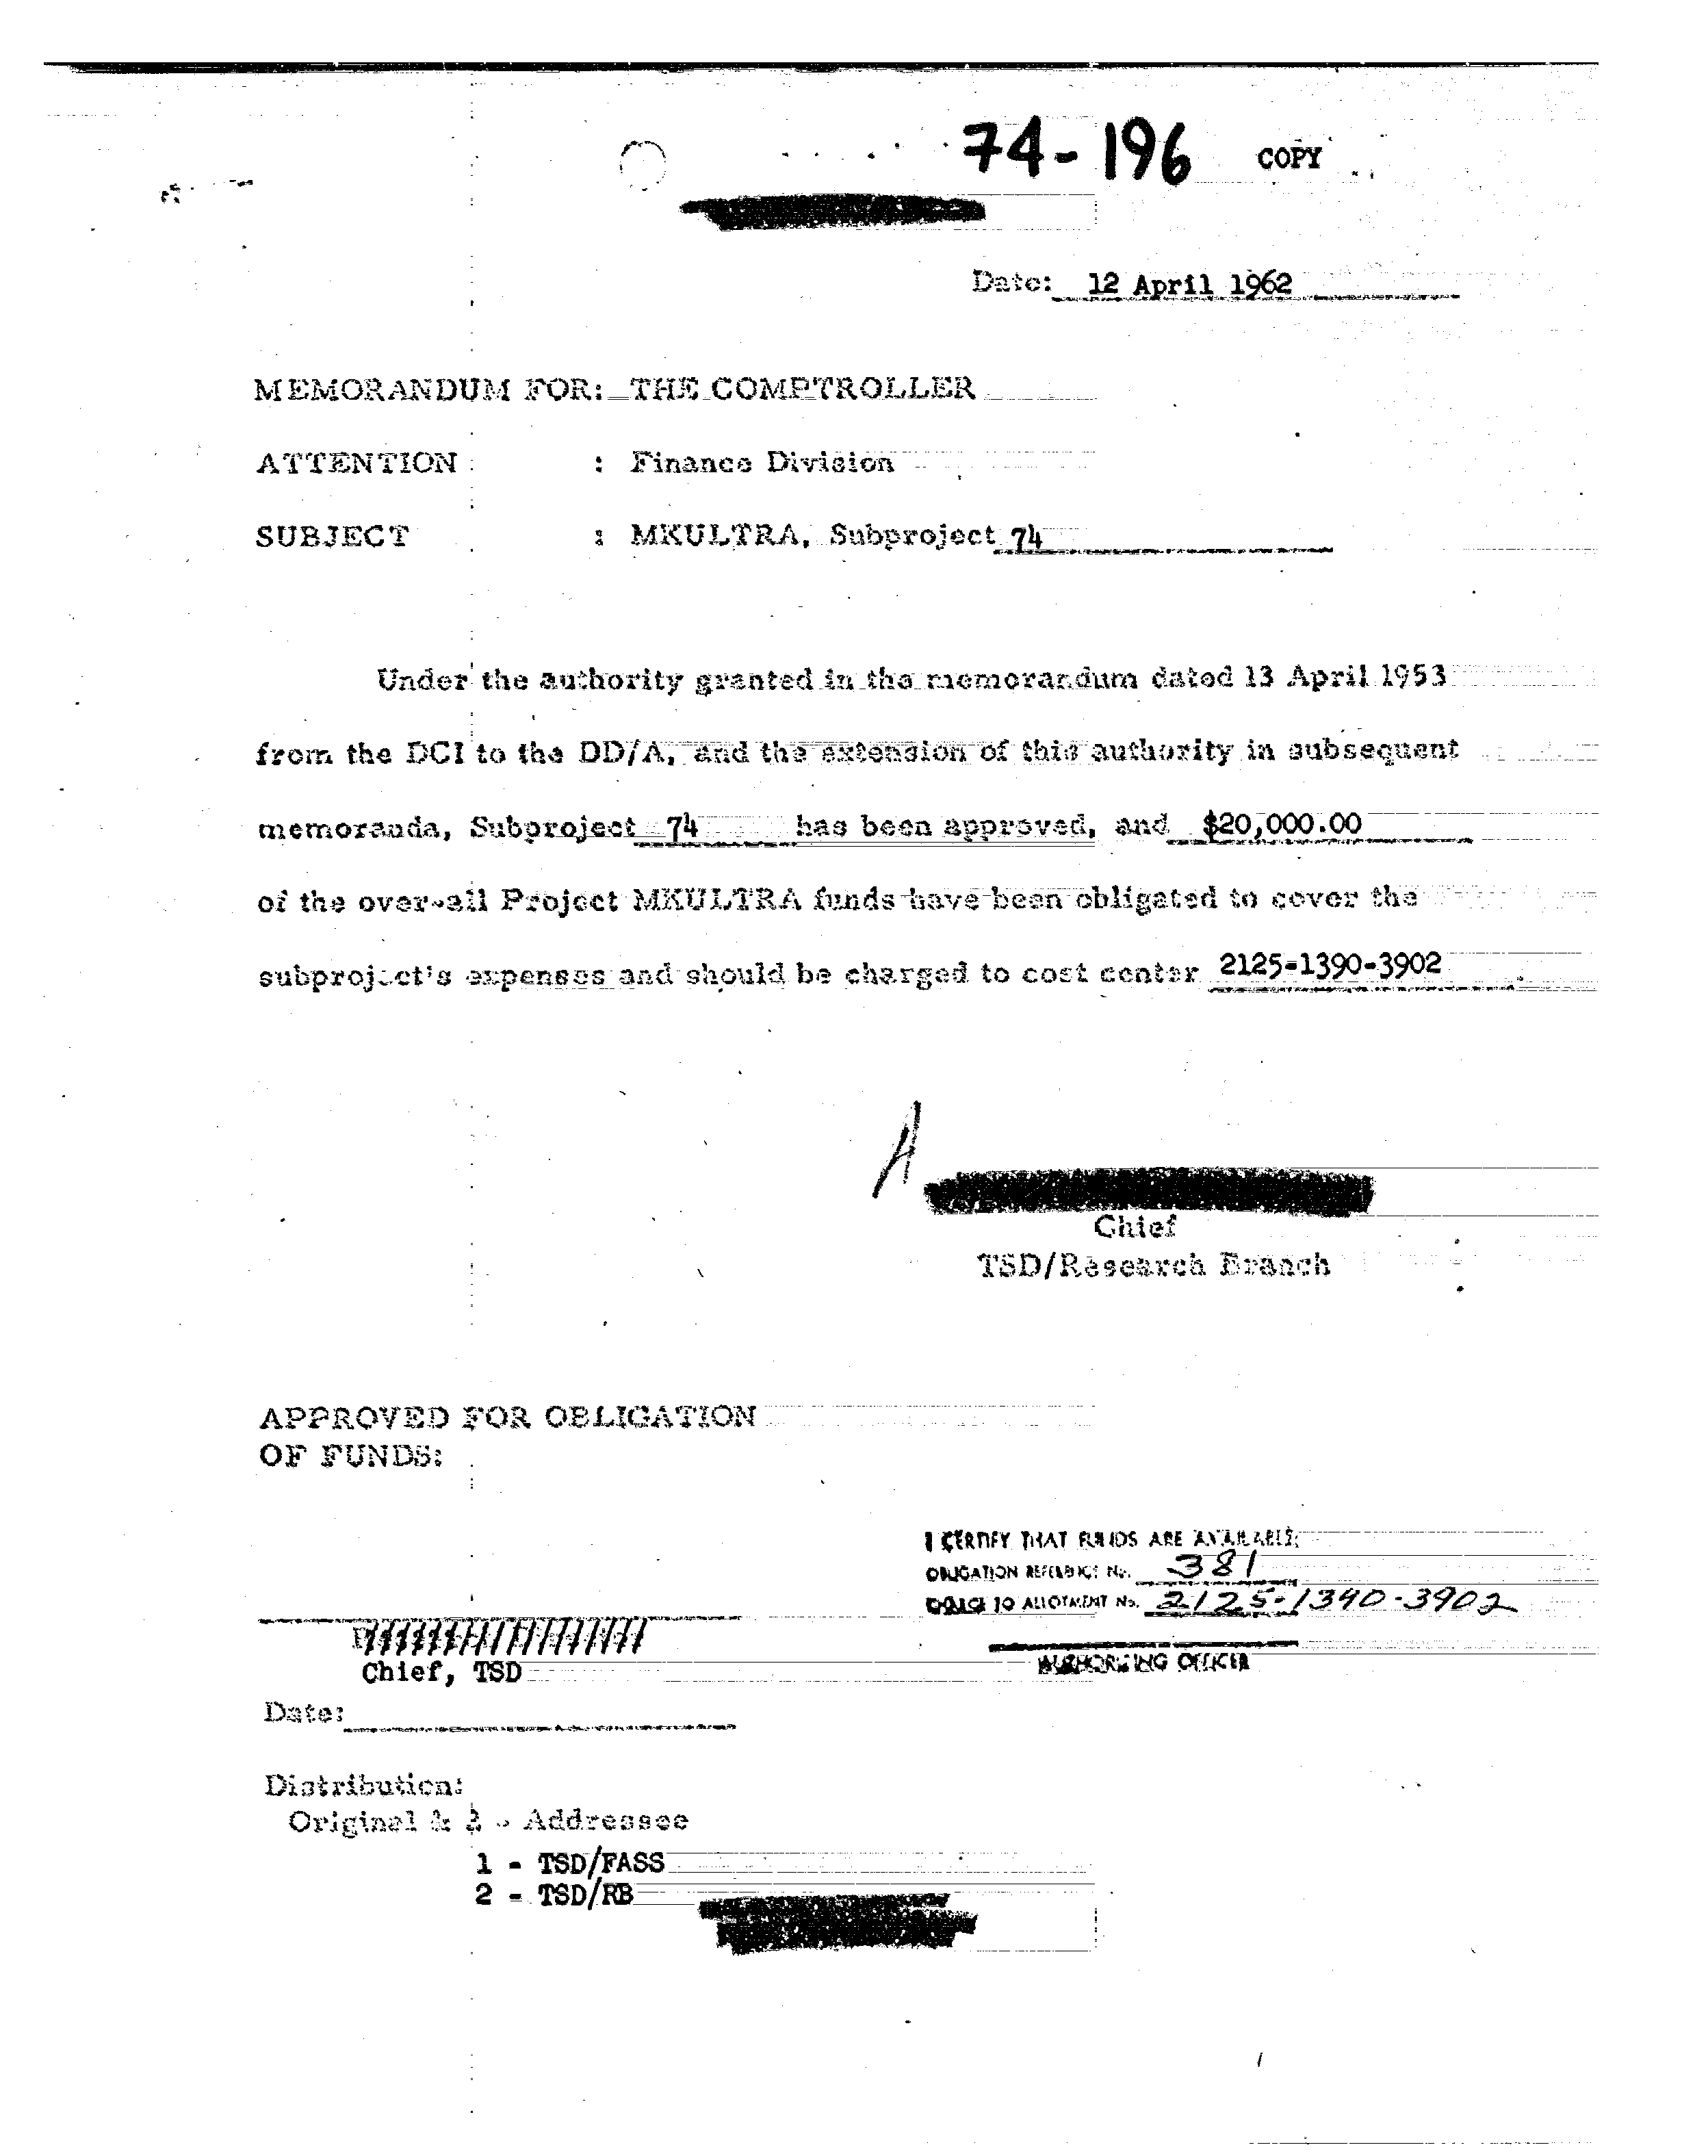 74-196 COPY
Date: 12 April 1962
MEMORANDUM FOR: THE COMPTROLLER
ATTENTION : Finance Division
SUBJECT : MKULTRA, Subproject 74
Under the authority granted in the memorandum dated 13 April 1953
from the DCI to the DD/A, and the extension of this authority in subsequent
memoranda, Subproject 74 has been approved, and $20,000.00
of the over-all Project MKULTRA funds have been obligated to cover the
subproject's expenses and should be charged to cost center 2125-1390-3902
Chief
TSD/Research Branch
APPROVED FOR OBLIGATION
OF FUNDS:
I CERTIFY THAT FUNDS ARE AVAILABLE:
OBLIGATION REFERENCE No. 381
CHARGE TO ALLOTMENT No. 2125-1390-3902
AUTHORIZING OFFICER
Chief, TSD
Date:
Distribution:
Original & 2 - Addressee
1 - TSD/FASS
2 - TSD/RB